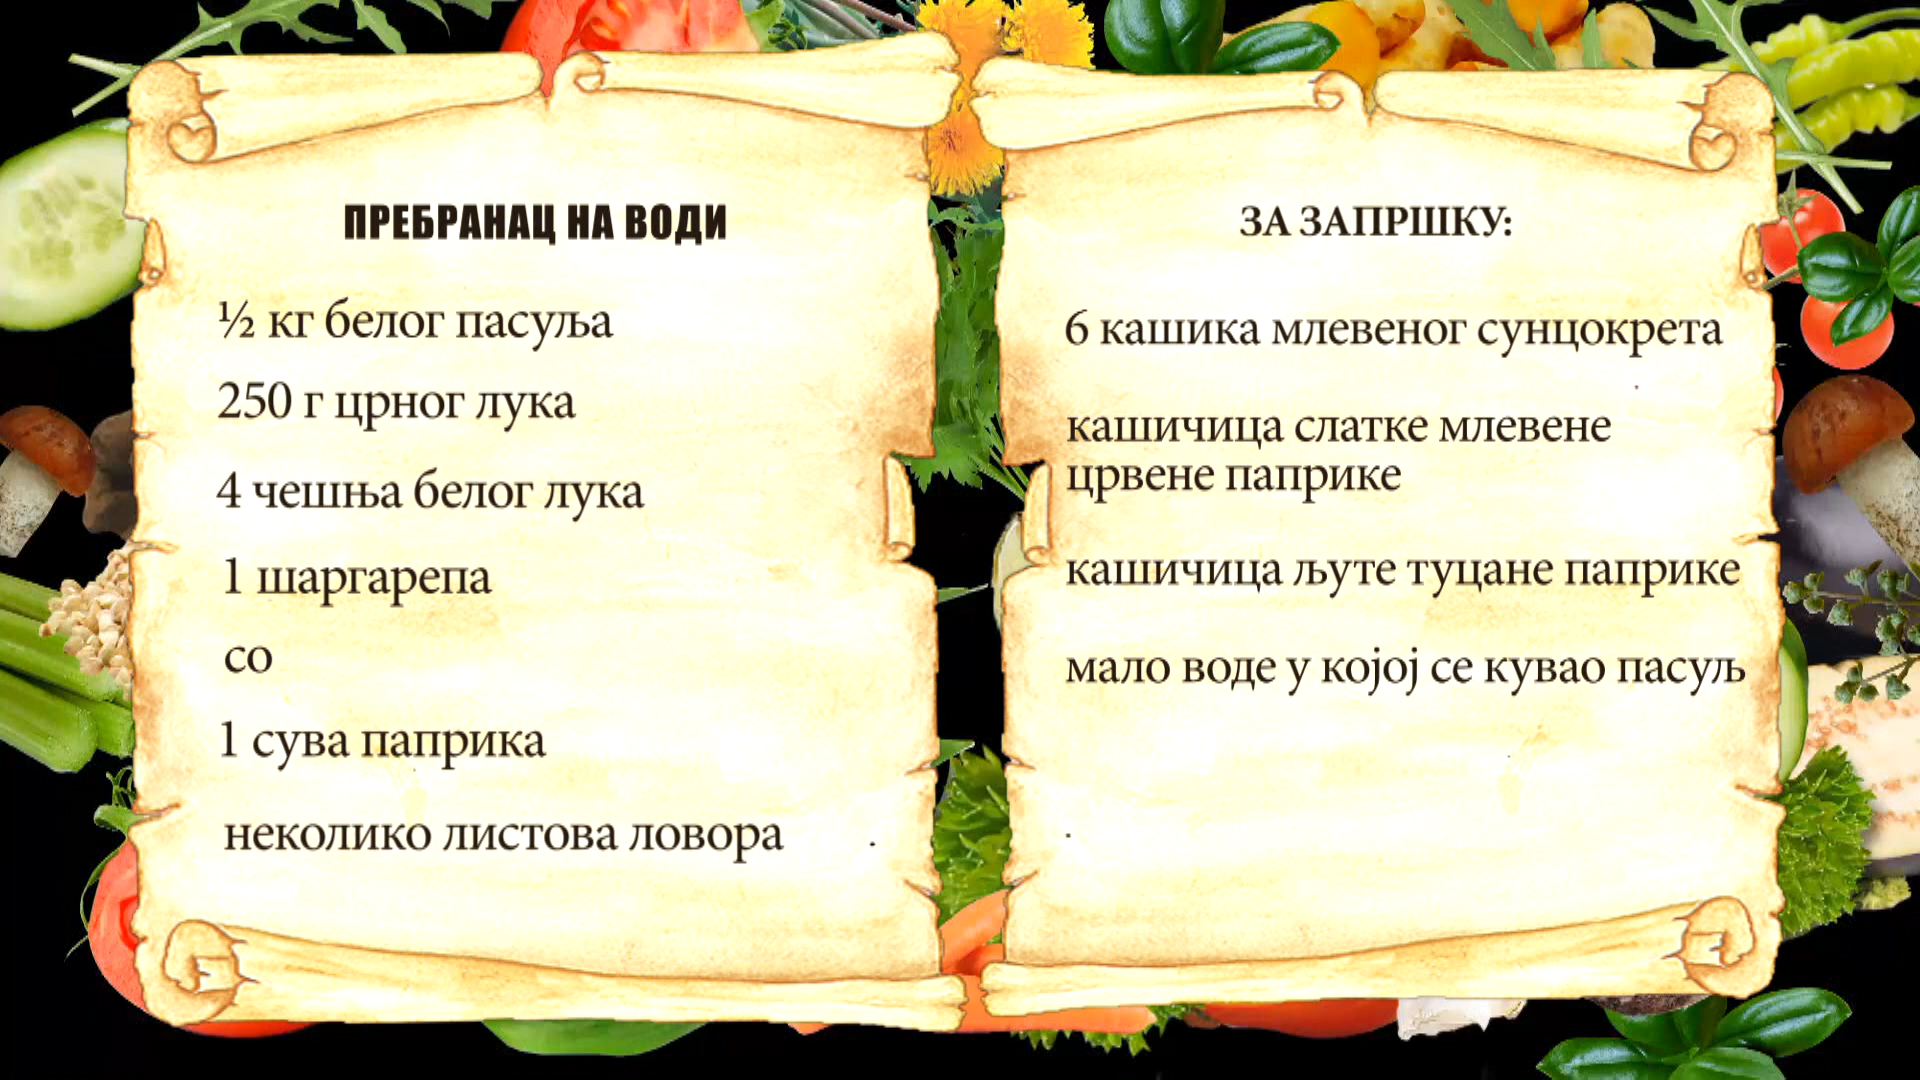 ПРЕБРАНАЦ НА ВОДИ
½ кг белог пасуља
250 г црног лука
4 чешња белог лука
1 шаргарепа
со
1 сува паприка
неколико листова ловора
ЗА ЗАПРШКУ:
6 кашика млевеног сунцокрета
кашичица слатке млевене
црвене паприке
кашичица љуте туцане паприке
мало воде у којој се кувао пасуљ